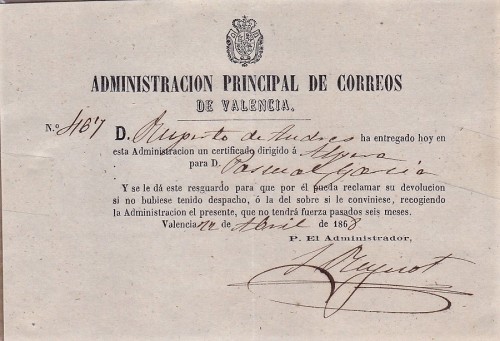 ADMINISTRACION PRINCIPAL DE CORREOS
DE VALENCIA.
N.º 4167
D. Ruperto de Andres ha entregado hoy en
esta Administracion un certificado dirigido á Alpera
para D. Pascual Garcia
Y se le dá este resguardo para que por él pueda reclamar su devolucion
si no hubiese tenido despacho, ó la del sobre si le conviniese, recogiendo
la Administracion el presente, que no tendrá fuerza pasados seis meses.
Valencia 22 de Abril de 1868
P. El Administrador,